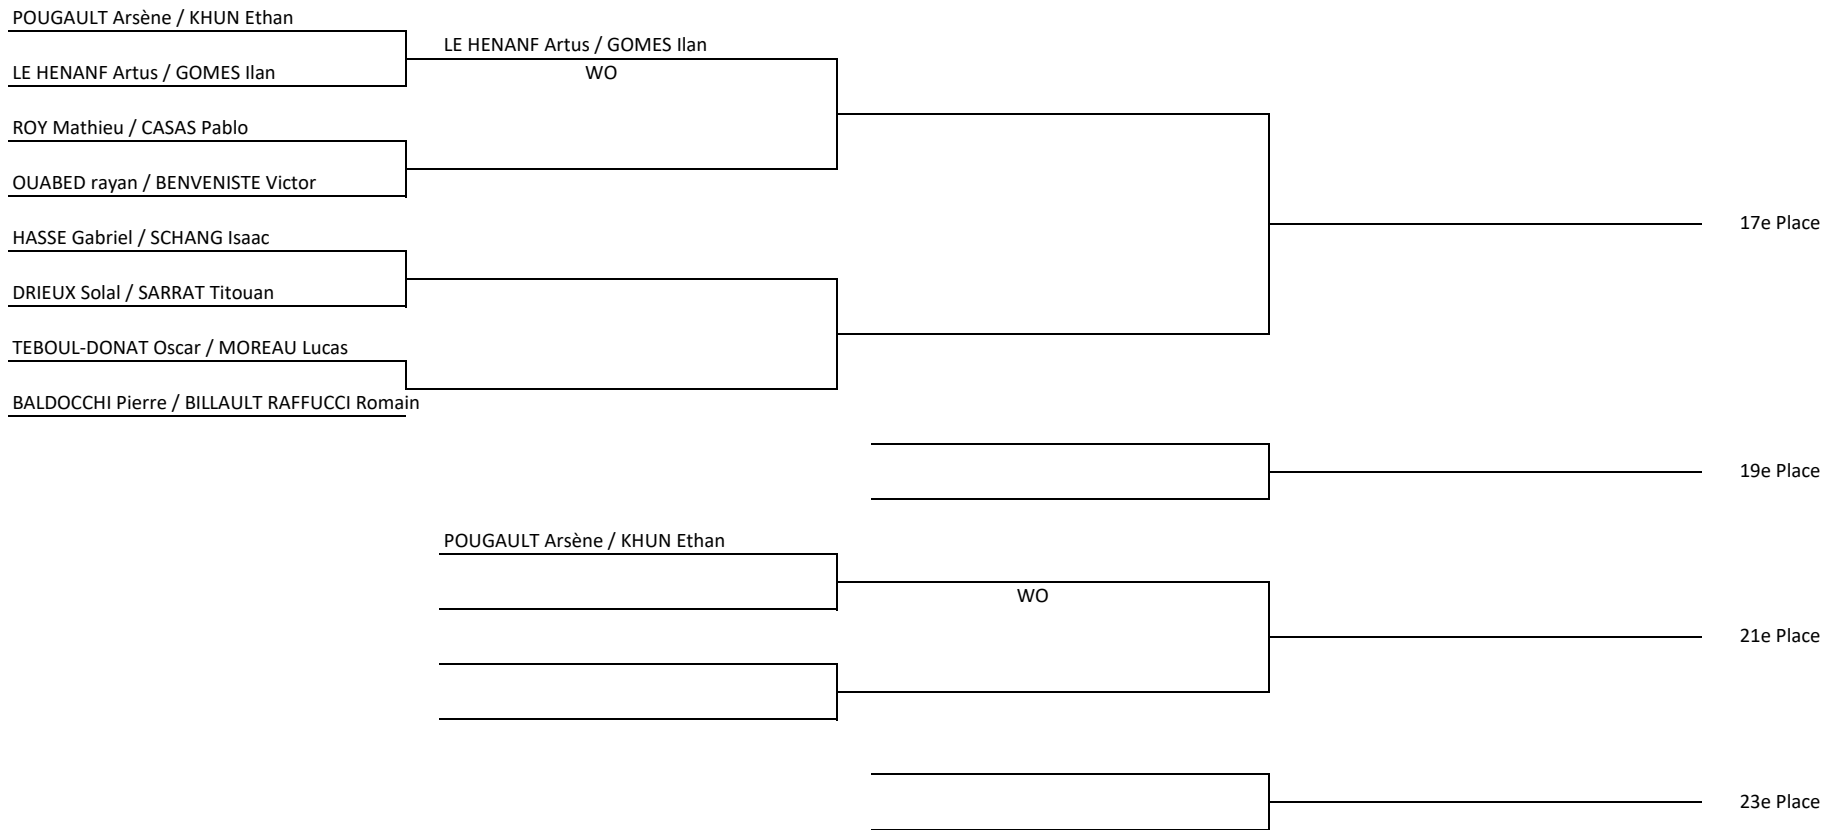 POUGAULT Arsène / KHUN Ethan
LE HENANF Artus / GOMES Ilan
LE HENANF Artus / GOMES Ilan
WO
ROY Mathieu / CASAS Pablo
OUABED rayan / BENVENISTE Victor
17e Place
HASSE Gabriel / SCHANG Isaac
DRIEUX Solal / SARRAT Titouan
TEBOUL-DONAT Oscar / MOREAU Lucas
BALDOCCHI Pierre / BILLAULT RAFFUCCI Romain
19e Place
POUGAULT Arsène / KHUN Ethan
WO
21e Place
23e Place